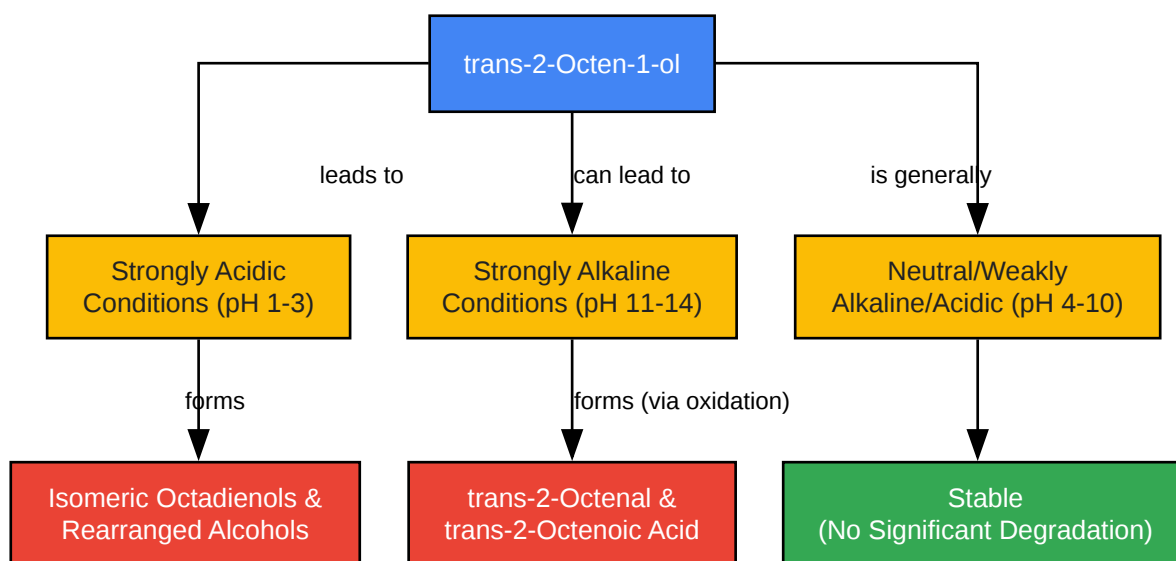 trans-2-Octen-1-ol
leads to
can lead to
is generally
Strongly Acidic
Conditions (pH 1-3)
Strongly Alkaline
Conditions (pH 11-14)
Neutral/Weakly
Alkaline/Acidic (pH 4-10)
forms
forms (via oxidation)
Isomeric Octadienols &
Rearranged Alcohols
trans-2-Octenal &
trans-2-Octenoic Acid
Stable
(No Significant Degradation)